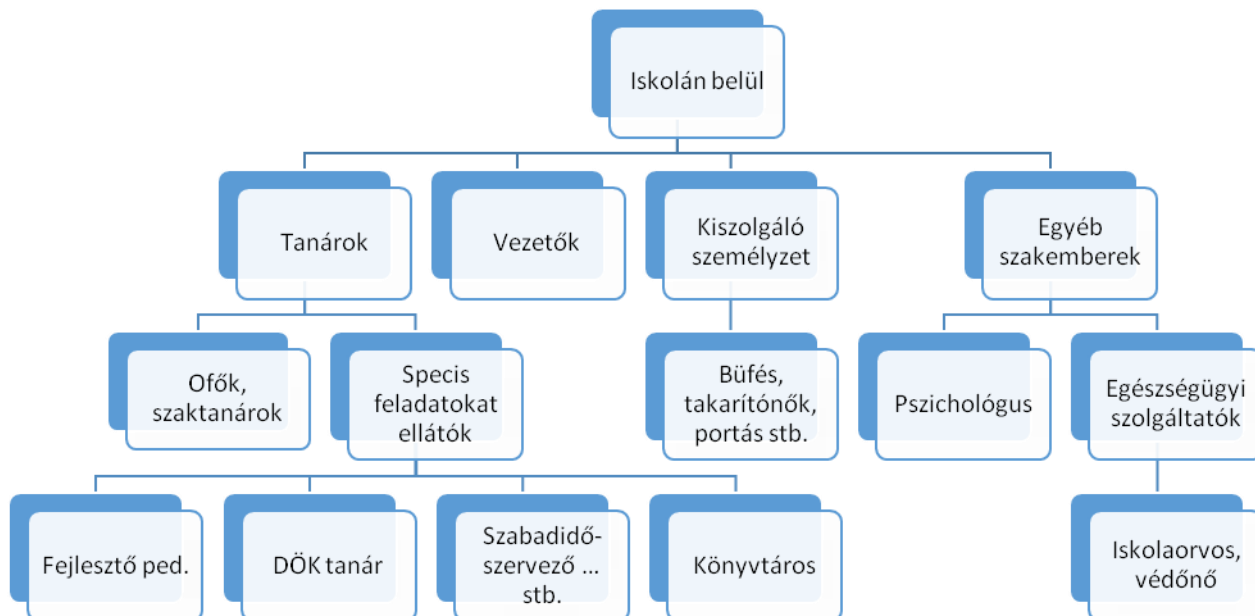 Iskolán belül
Tanárok
Vezetők
Kiszolgáló
személyzet
Egyéb
szakemberek
Ofők,
szaktanárok
Specis
feladatokat
ellátók
Büfés,
takarítónők,
portás stb.
Pszichológus
Egészségügyi
szolgáltatók
Fejlesztő ped.
DÖK tanár
Szabadidő-
szervező ...
stb.
Könyvtáros
Iskolaorvos,
védőnő